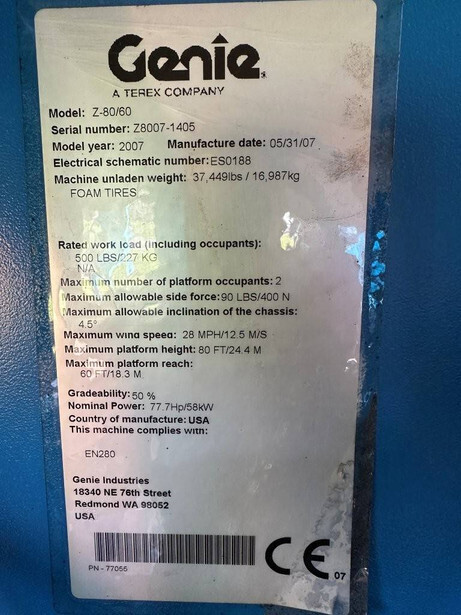 Genie
A TEREX COMPANY
Model: Z-80/60
Serial number: Z8007-1405
Model year: 2007 Manufacture date: 05/31/07
Electrical schematic number: ES0188
Machine unladen weight: 37,449lbs / 16,987kg
FOAM TIRES
Rated work load (including occupants):
500 LBS/227 KG
N/A
Maximum number of platform occupants: 2
Maximum allowable side force: 90 LBS/400 N
Maximum allowable inclination of the chassis:
4.5°
Maximum wind speed: 28 MPH/12.5 M/S
Maximum platform height: 80 FT/24.4 M
Maximum platform reach:
60 FT/18.3 M
Gradeability: 50 %
Nominal Power: 77.7Hp/58kW
Country of manufacture: USA
This machine complies with:
EN280
Genie Industries
18340 NE 76th Street
Redmond WA 98052
USA
PN - 77055
CE 07